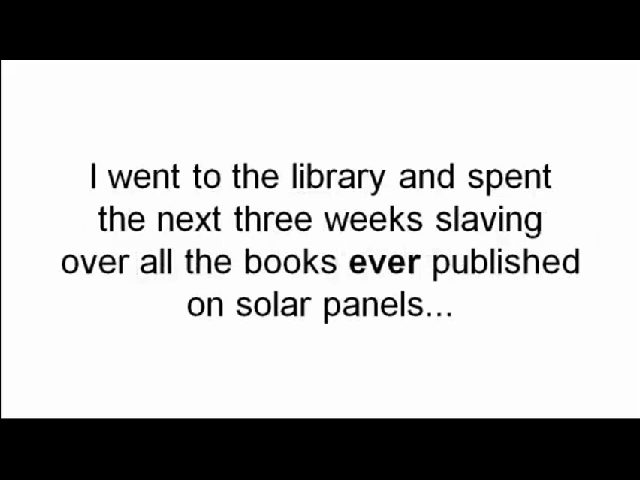 I went to the library and spent
the next three weeks slaving
over all the books ever published
on solar panels...